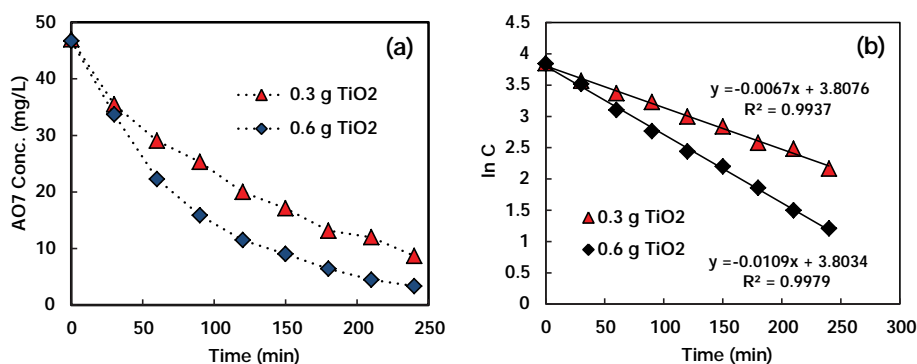 50
40
30
20
10
0
AO7 Conc. (mg/L)
(a)
0.3 g TiO2
0.6 g TiO2
0 50 100 150 200 250
Time (min)
4.5
4
3.5
3
2.5
2
1.5
1
0.5
0
ln C
(b)
y =-0.0067x + 3.8076
R² = 0.9937
0.3 g TiO2
0.6 g TiO2
y =-0.0109x + 3.8034
R² = 0.9979
0 50 100 150 200 250 300
Time (min)